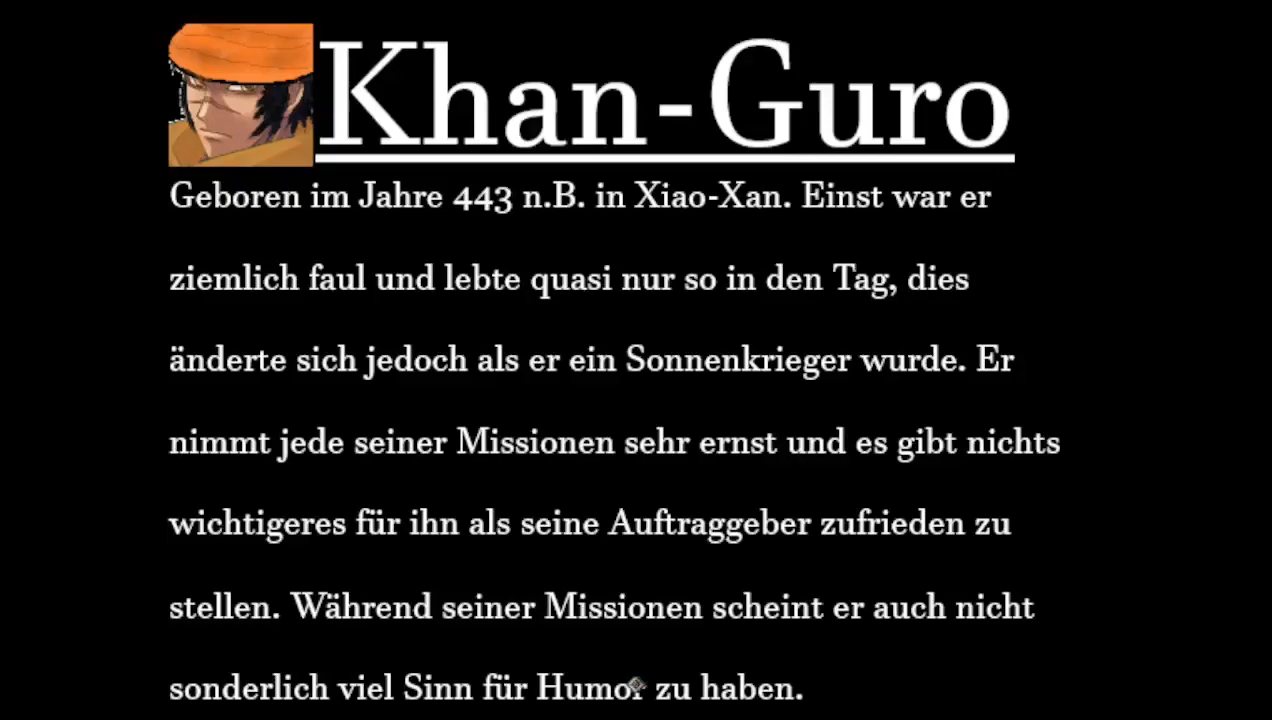 Khan-Guro
Geboren im Jahre 443 n.B. in Xiao-Xan. Einst war er
ziemlich faul und lebte quasi nur so in den Tag, dies
änderte sich jedoch als er ein Sonnenkrieger wurde. Er
nimmt jede seiner Missionen sehr ernst und es gibt nichts
wichtigeres für ihn als seine Auftraggeber zufrieden zu
stellen. Während seiner Missionen scheint er auch nicht
sonderlich viel Sinn für Humor zu haben.